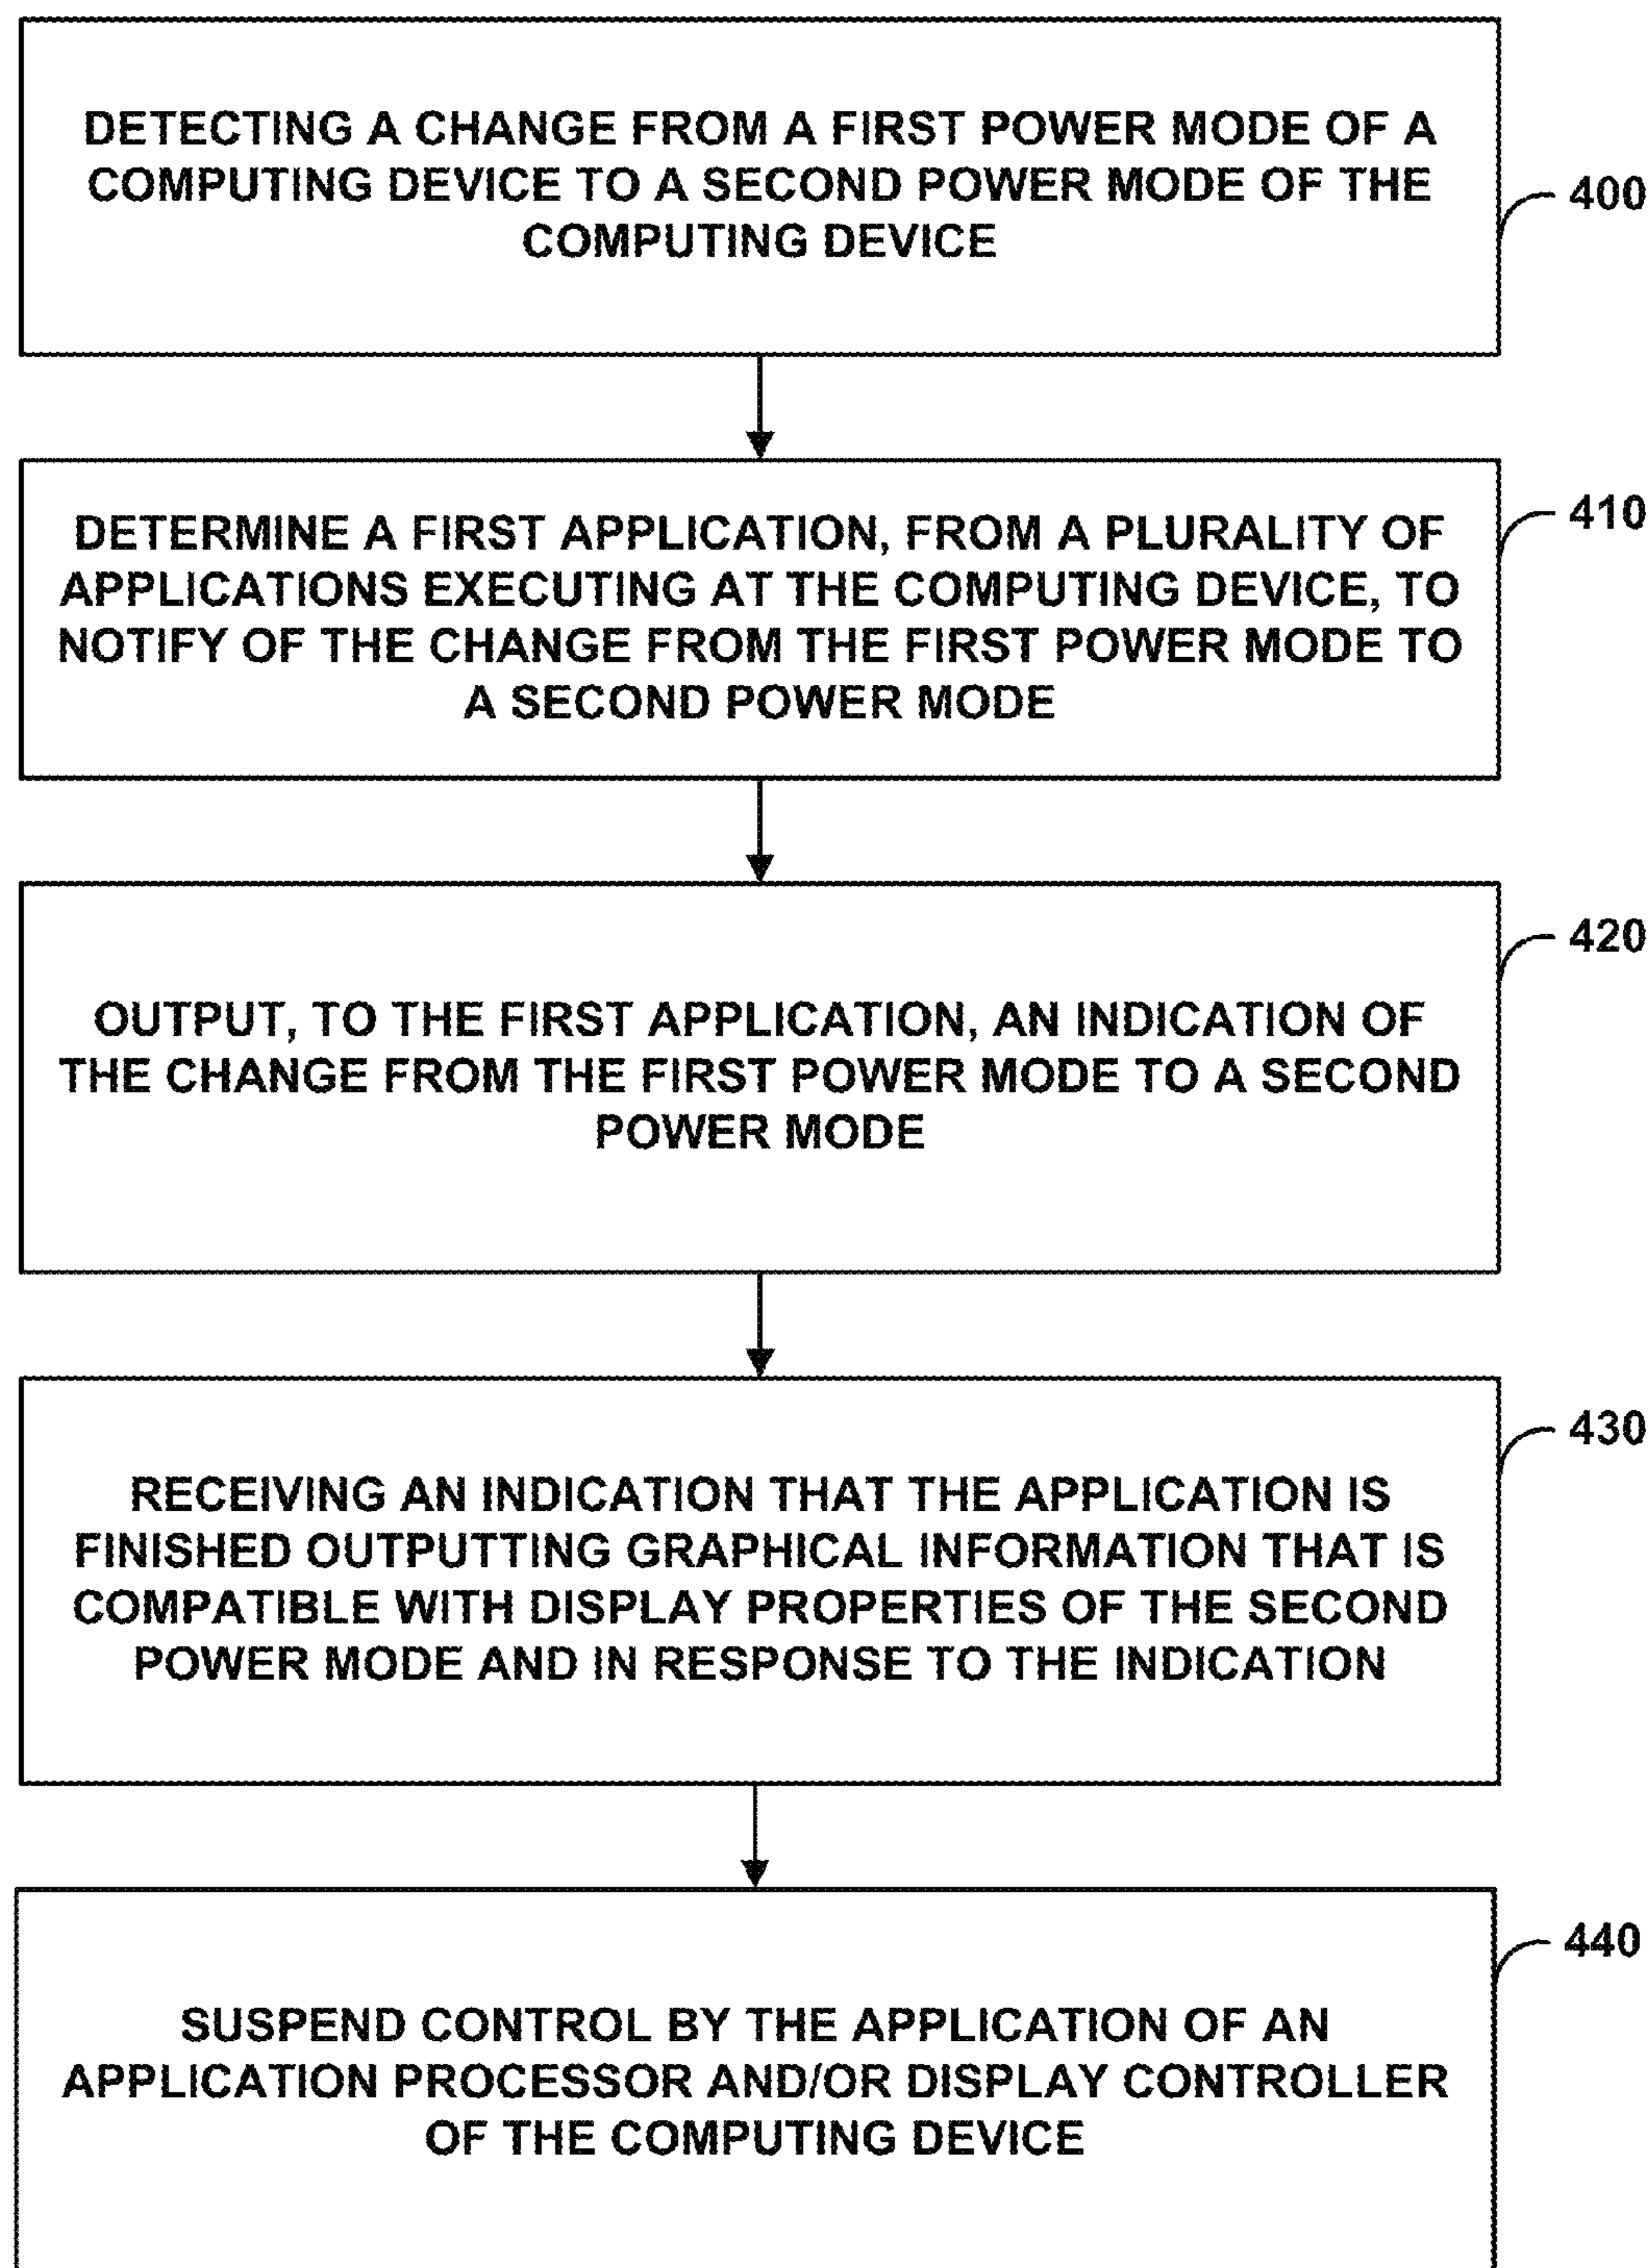 DETECTING A CHANGE FROM A FIRST POWER MODE OF A
COMPUTING DEVICE TO A SECOND POWER MODE OF THE
COMPUTING DEVICE
400
DETERMINE A FIRST APPLICATION, FROM A PLURALITY OF
APPLICATIONS EXECUTING AT THE COMPUTING DEVICE, TO
NOTIFY OF THE CHANGE FROM THE FIRST POWER MODE TO
A SECOND POWER MODE
410
OUTPUT, TO THE FIRST APPLICATION, AN INDICATION OF
THE CHANGE FROM THE FIRST POWER MODE TO A SECOND
POWER MODE
420
RECEIVING AN INDICATION THAT THE APPLICATION IS
FINISHED OUTPUTTING GRAPHICAL INFORMATION THAT IS
COMPATIBLE WITH DISPLAY PROPERTIES OF THE SECOND
POWER MODE AND IN RESPONSE TO THE INDICATION
430
SUSPEND CONTROL BY THE APPLICATION OF AN
APPLICATION PROCESSOR AND/OR DISPLAY CONTROLLER
OF THE COMPUTING DEVICE
440